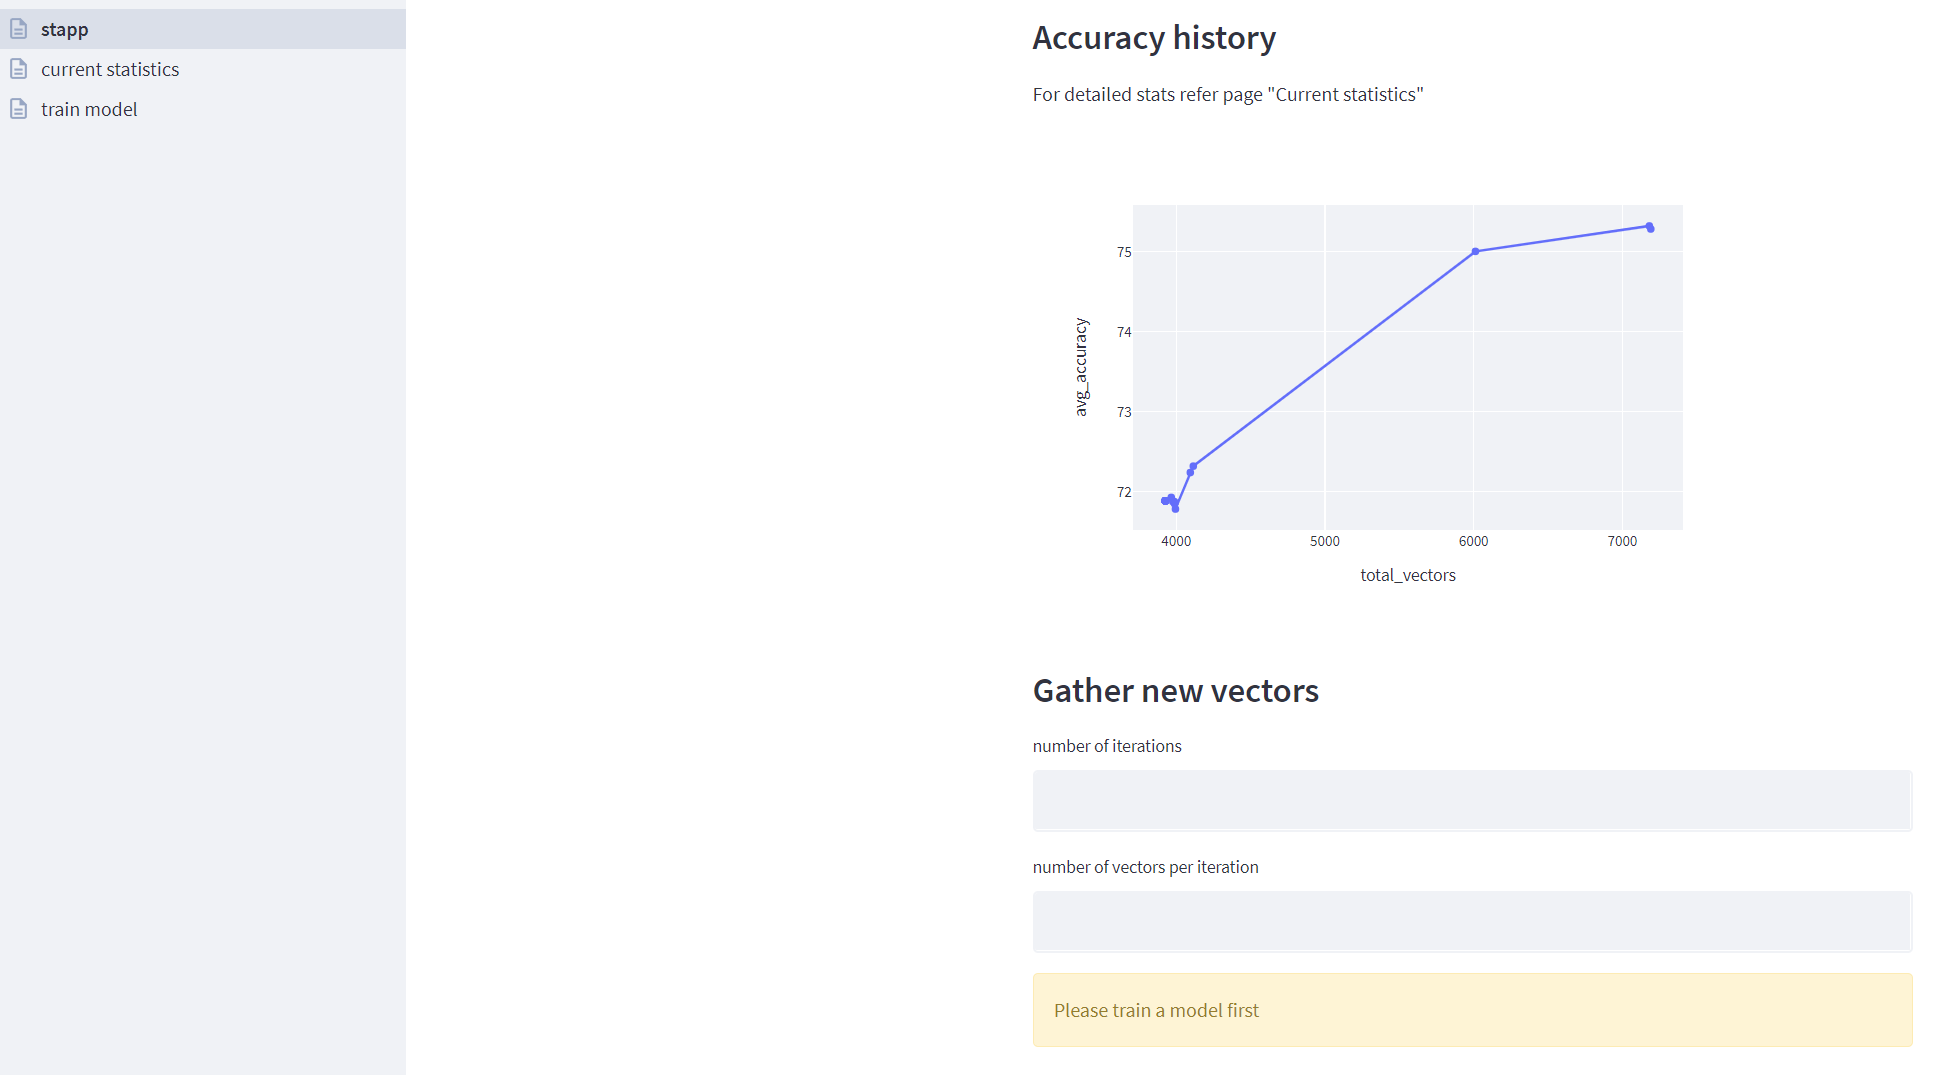 stapp
current statistics
train model
Accuracy history
For detailed stats refer page "Current statistics"
75
74
73
72
avg_accuracy
4000 5000 6000 7000
total_vectors
Gather new vectors
number of iterations
number of vectors per iteration
Please train a model first